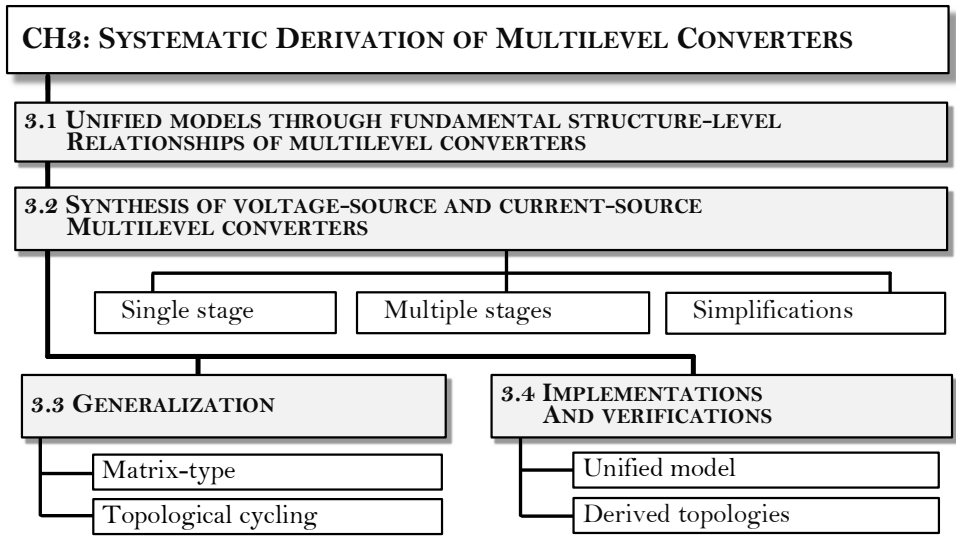 CH3: SYSTEMATIC DERIVATION OF MULTILEVEL CONVERTERS
3.1 UNIFIED MODELS THROUGH FUNDAMENTAL STRUCTURE-LEVEL
RELATIONSHIPS OF MULTILEVEL CONVERTERS
3.2 SYNTHESIS OF VOLTAGE-SOURCE AND CURRENT-SOURCE
MULTILEVEL CONVERTERS
Single stage
Multiple stages
Simplifications
3.3 GENERALIZATION
Matrix-type
Topological cycling
3.4 IMPLEMENTATIONS
AND VERIFICATIONS
Unified model
Derived topologies